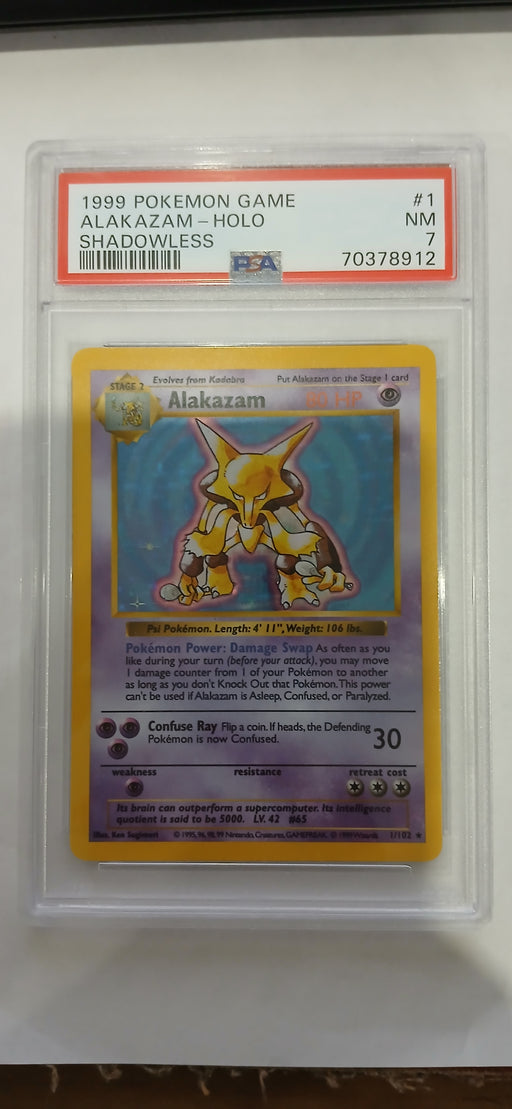 1999 POKEMON GAME #1
ALAKAZAM – HOLO NM
SHADOWLESS 7
PSA 70378912
STAGE 2 Evolves from Kadabra Put Alakazam on the Stage 1 card
Alakazam 80 HP
Psi Pokémon. Length: 4' 11", Weight: 106 lbs.
Pokémon Power: Damage Swap As often as you
like during your turn (before your attack), you may move
1 damage counter from 1 of your Pokémon to another
as long as you don't Knock Out that Pokémon. This power
can't be used if Alakazam is Asleep, Confused, or Paralyzed.
Confuse Ray Flip a coin. If heads, the Defending
Pokémon is now Confused.
30
weakness resistance retreat cost
Its brain can outperform a supercomputer. Its intelligence
quotient is said to be 5000. LV. 42 #65
Illus. Ken Sugimori © 1995, 96, 98, 99 Nintendo, Creatures, GAMEFREAK. © 1999 Wizards. 1/102 ★